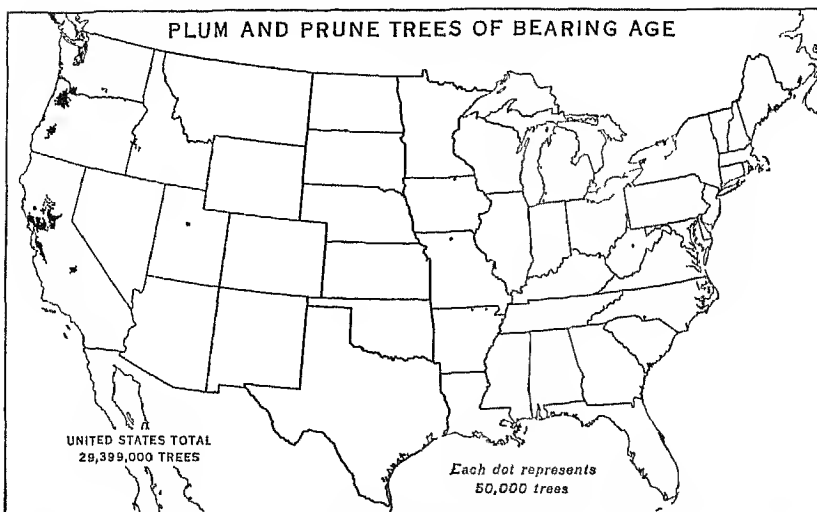 PLUM AND PRUNE TREES OF BEARING AGE
UNITED STATES TOTAL
29,399,000 TREES
Each dot represents
50,000 trees